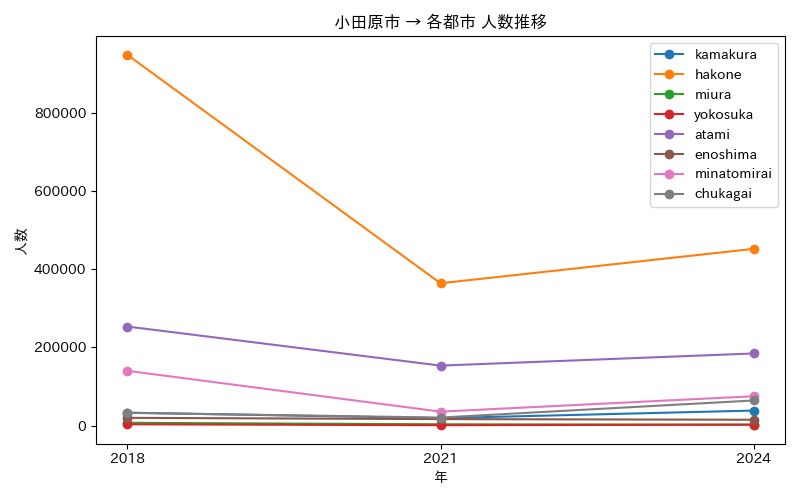 小田原市 → 各都市 人数推移
kamakura
hakone
miura
yokosuka
atami
enoshima
minatomirai
chukagai
人数
800000
600000
400000
200000
0
2018
2021
2024
年